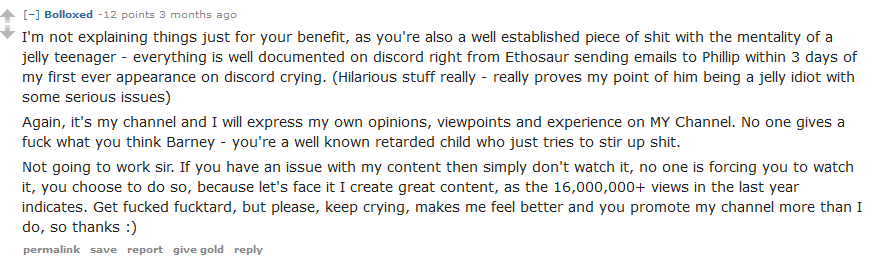 [–] Bolloxed -12 points 3 months ago
I'm not explaining things just for your benefit, as you're also a well established piece of shit with the mentality of a
jelly teenager - everything is well documented on discord right from Ethosaur sending emails to Phillip within 3 days of
my first ever appearance on discord crying. (Hilarious stuff really - really proves my point of him being a jelly idiot with
some serious issues)
Again, it's my channel and I will express my own opinions, viewpoints and experience on MY Channel. No one gives a
fuck what you think Barney - you're a well known retarded child who just tries to stir up shit.
Not going to work sir. If you have an issue with my content then simply don't watch it, no one is forcing you to watch
it, you choose to do so, because let's face it I create great content, as the 16,000,000+ views in the last year
indicates. Get fucked fucktard, but please, keep crying, makes me feel better and you promote my channel more than I
do, so thanks :)
permalink save report give gold reply